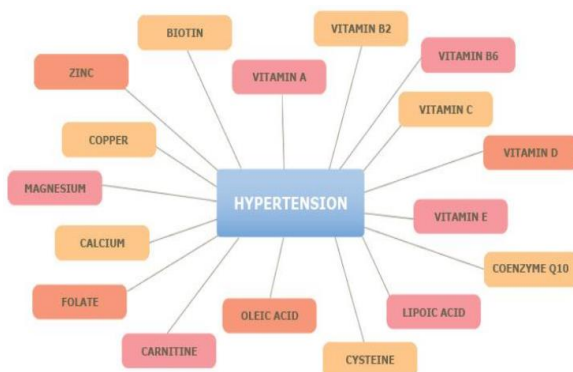 BIOTIN
VITAMIN B2
VITAMIN B6
ZINC
VITAMIN A
VITAMIN C
COPPER
VITAMIN D
MAGNESIUM
HYPERTENSION
VITAMIN E
CALCIUM
COENZYME Q10
FOLATE
OLEIC ACID
LIPOIC ACID
CARNITINE
CYSTEINE